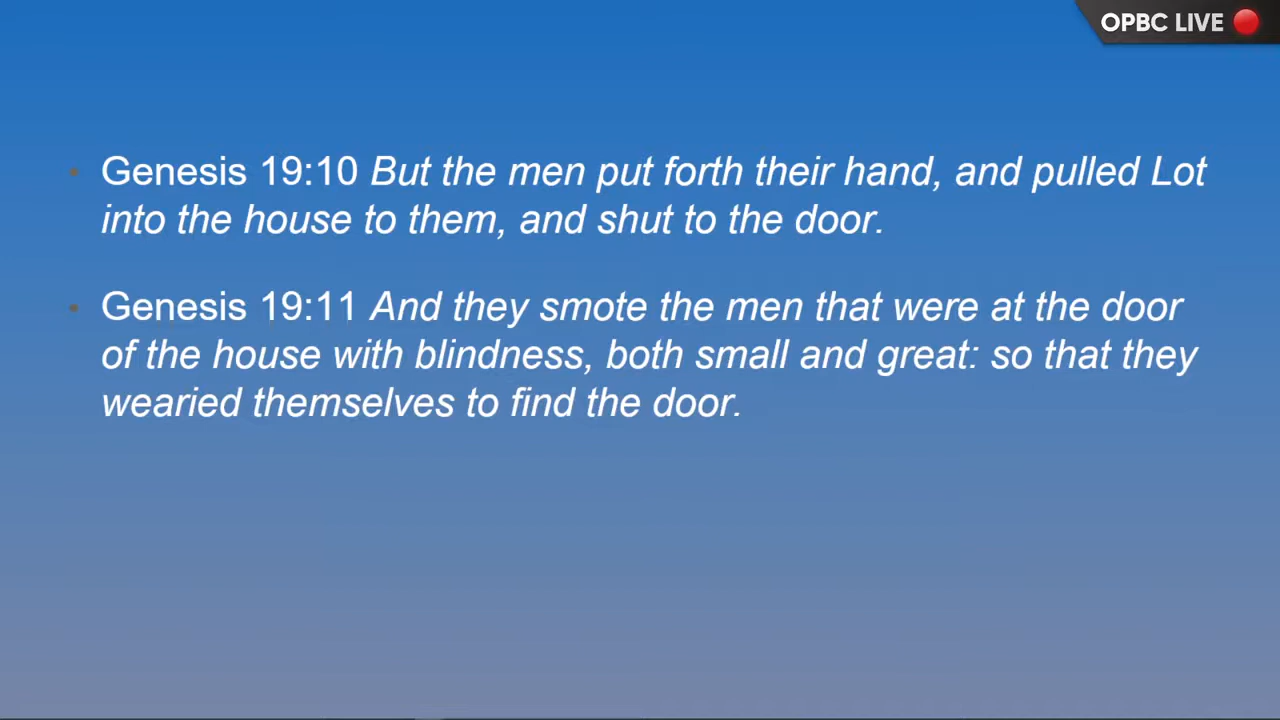 OPBC LIVE
• Genesis 19:10 But the men put forth their hand, and pulled Lot
into the house to them, and shut to the door.
• Genesis 19:11 And they smote the men that were at the door
of the house with blindness, both small and great: so that they
wearied themselves to find the door.